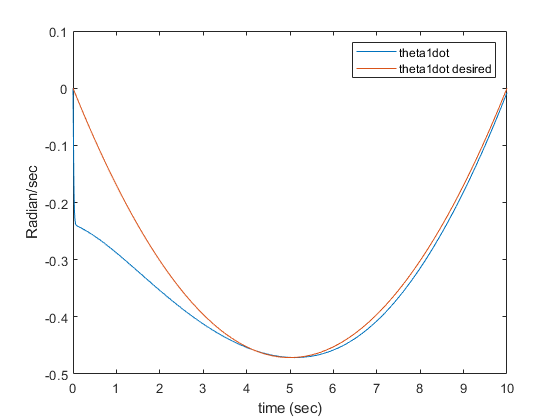 0.1
0
-0.1
-0.2
-0.3
-0.4
-0.5
Radian/sec
theta1dot
theta1dot desired
0 1 2 3 4 5 6 7 8 9 10
time (sec)